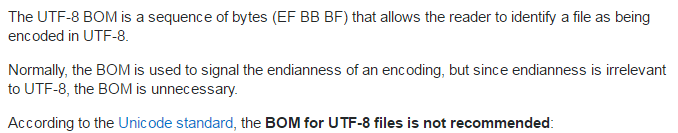 The UTF-8 BOM is a sequence of bytes (EF BB BF) that allows the reader to identify a file as being
encoded in UTF-8.
Normally, the BOM is used to signal the endianness of an encoding, but since endianness is irrelevant
to UTF-8, the BOM is unnecessary.
According to the Unicode standard, the BOM for UTF-8 files is not recommended: